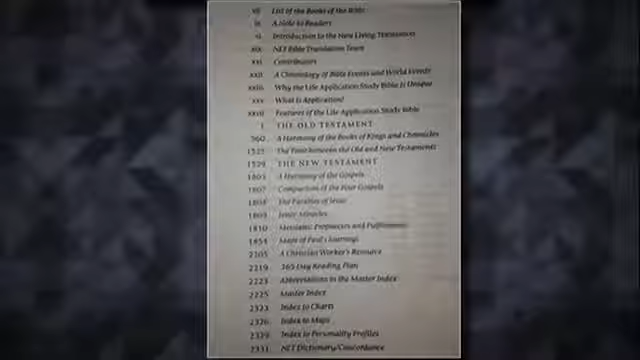 vii List of the Books of the Bible
ix A Note to Readers
xi Introduction to the New Living Translation
xix NLT Bible Translation Team
xxi Contributors
xxii A Chronology of Bible Events and World Events
xxiii Why the Life Application Study Bible Is Unique
xxv What Is Application?
xxvii Features of the Life Application Study Bible
1 THE OLD TESTAMENT
560 A Harmony of the Books of Kings and Chronicles
1525 The Time between the Old and New Testaments
1529 THE NEW TESTAMENT
1803 A Harmony of the Gospels
1807 Comparison of the Four Gospels
1808 The Parables of Jesus
1809 Jesus' Miracles
1810 Messianic Prophecies and Fulfillments
1854 Maps of Paul's Journeys
2205 A Christian Worker's Resource
2219 365-Day Reading Plan
2223 Abbreviations in the Master Index
2225 Master Index
2323 Index to Charts
2326 Index to Maps
2329 Index to Personality Profiles
2331 NLT Dictionary/Concordance